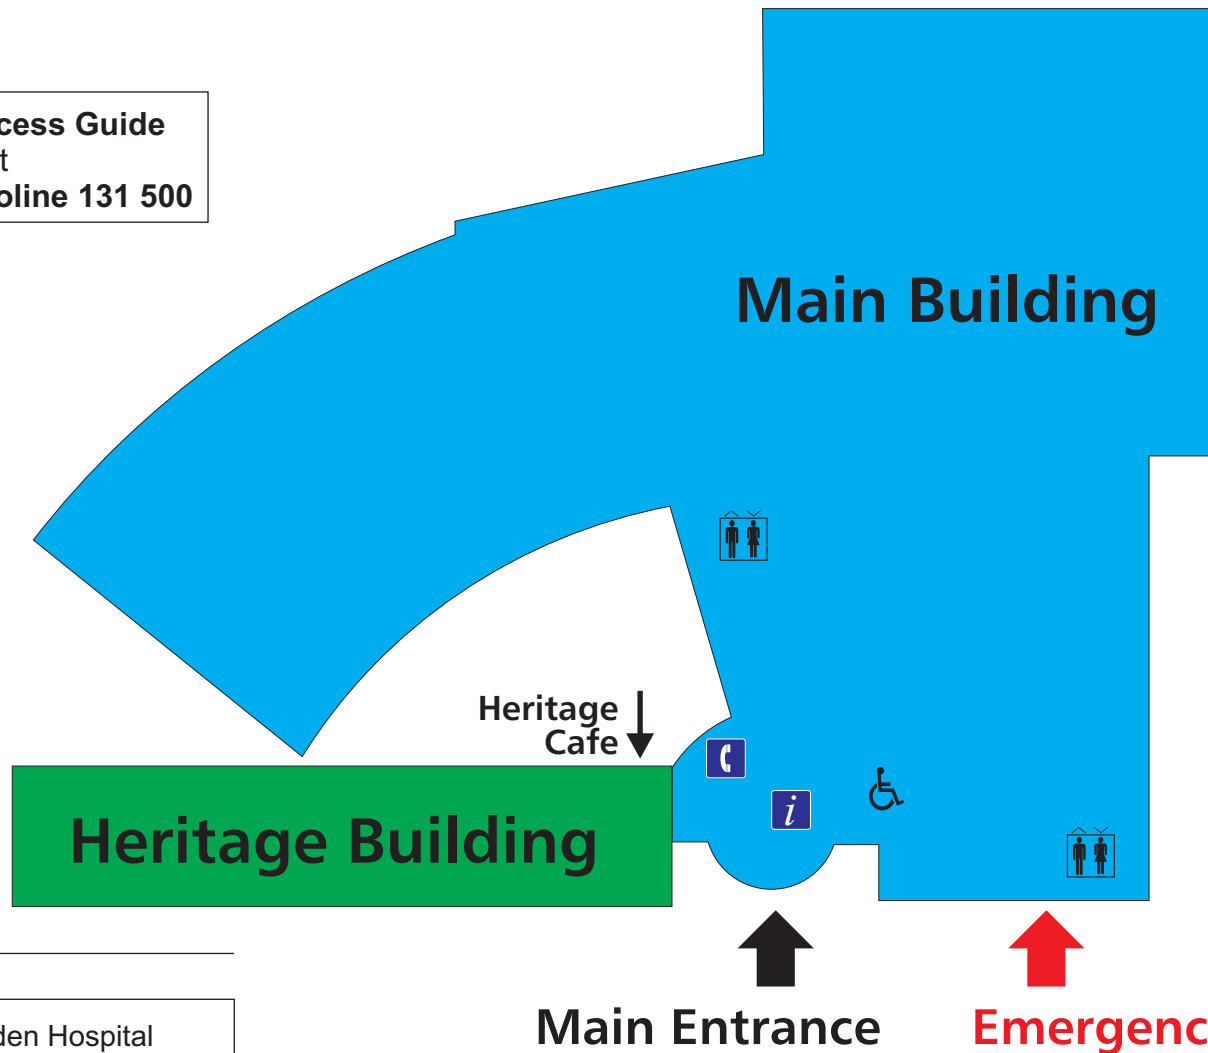 cess Guide
t
oline 131 500
Main Building
Heritage
Cafe
i
Heritage Building
Main Entrance
Emergenc
den Hospital